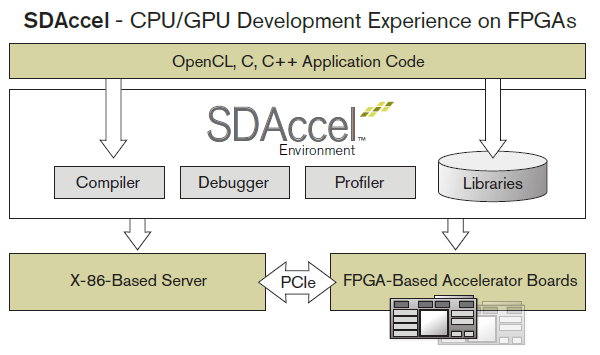 SDAccel - CPU/GPU Development Experience on FPGAs
OpenCL, C, C++ Application Code
SDAccel™
Environment
Compiler
Debugger
Profiler
Libraries
X-86-Based Server
PCIe
FPGA-Based Accelerator Boards